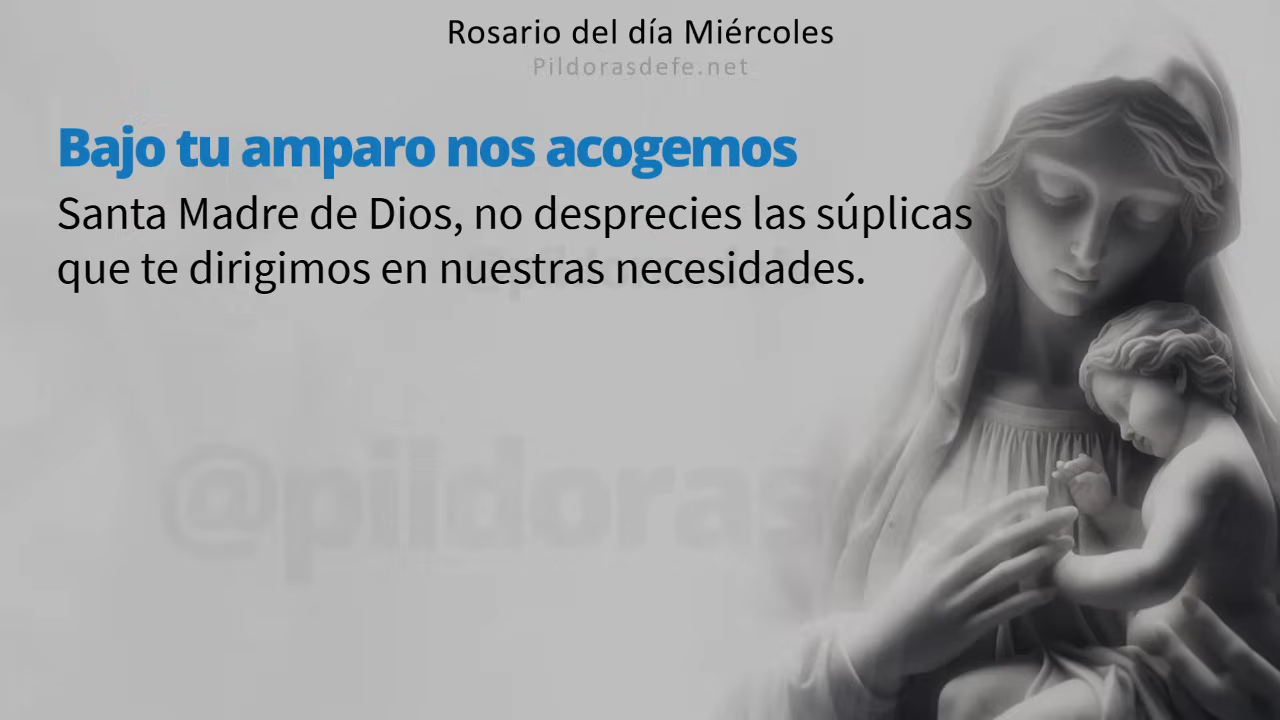 Rosario del día Miércoles
Pildorasdefe.net
Bajo tu amparo nos acogemos
Santa Madre de Dios, no desprecies las súplicas
que te dirigimos en nuestras necesidades.
@pildoras